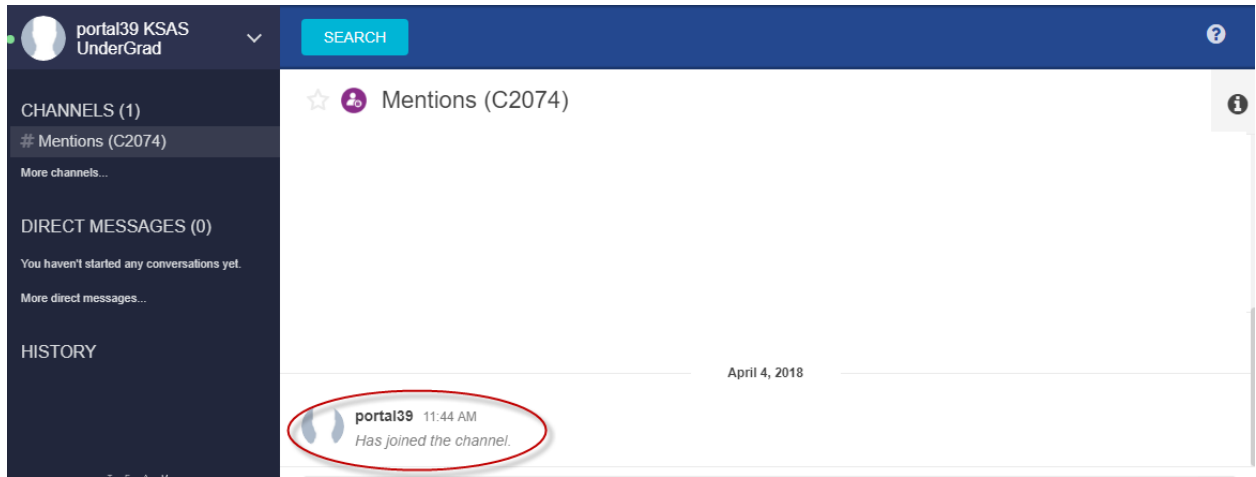 portal39 KSAS
UnderGrad
SEARCH
CHANNELS (1)
# Mentions (C2074)
More channels...
DIRECT MESSAGES (0)
You haven't started any conversations yet.
More direct messages...
HISTORY
Mentions (C2074)
April 4, 2018
portal39 11:44 AM
Has joined the channel.